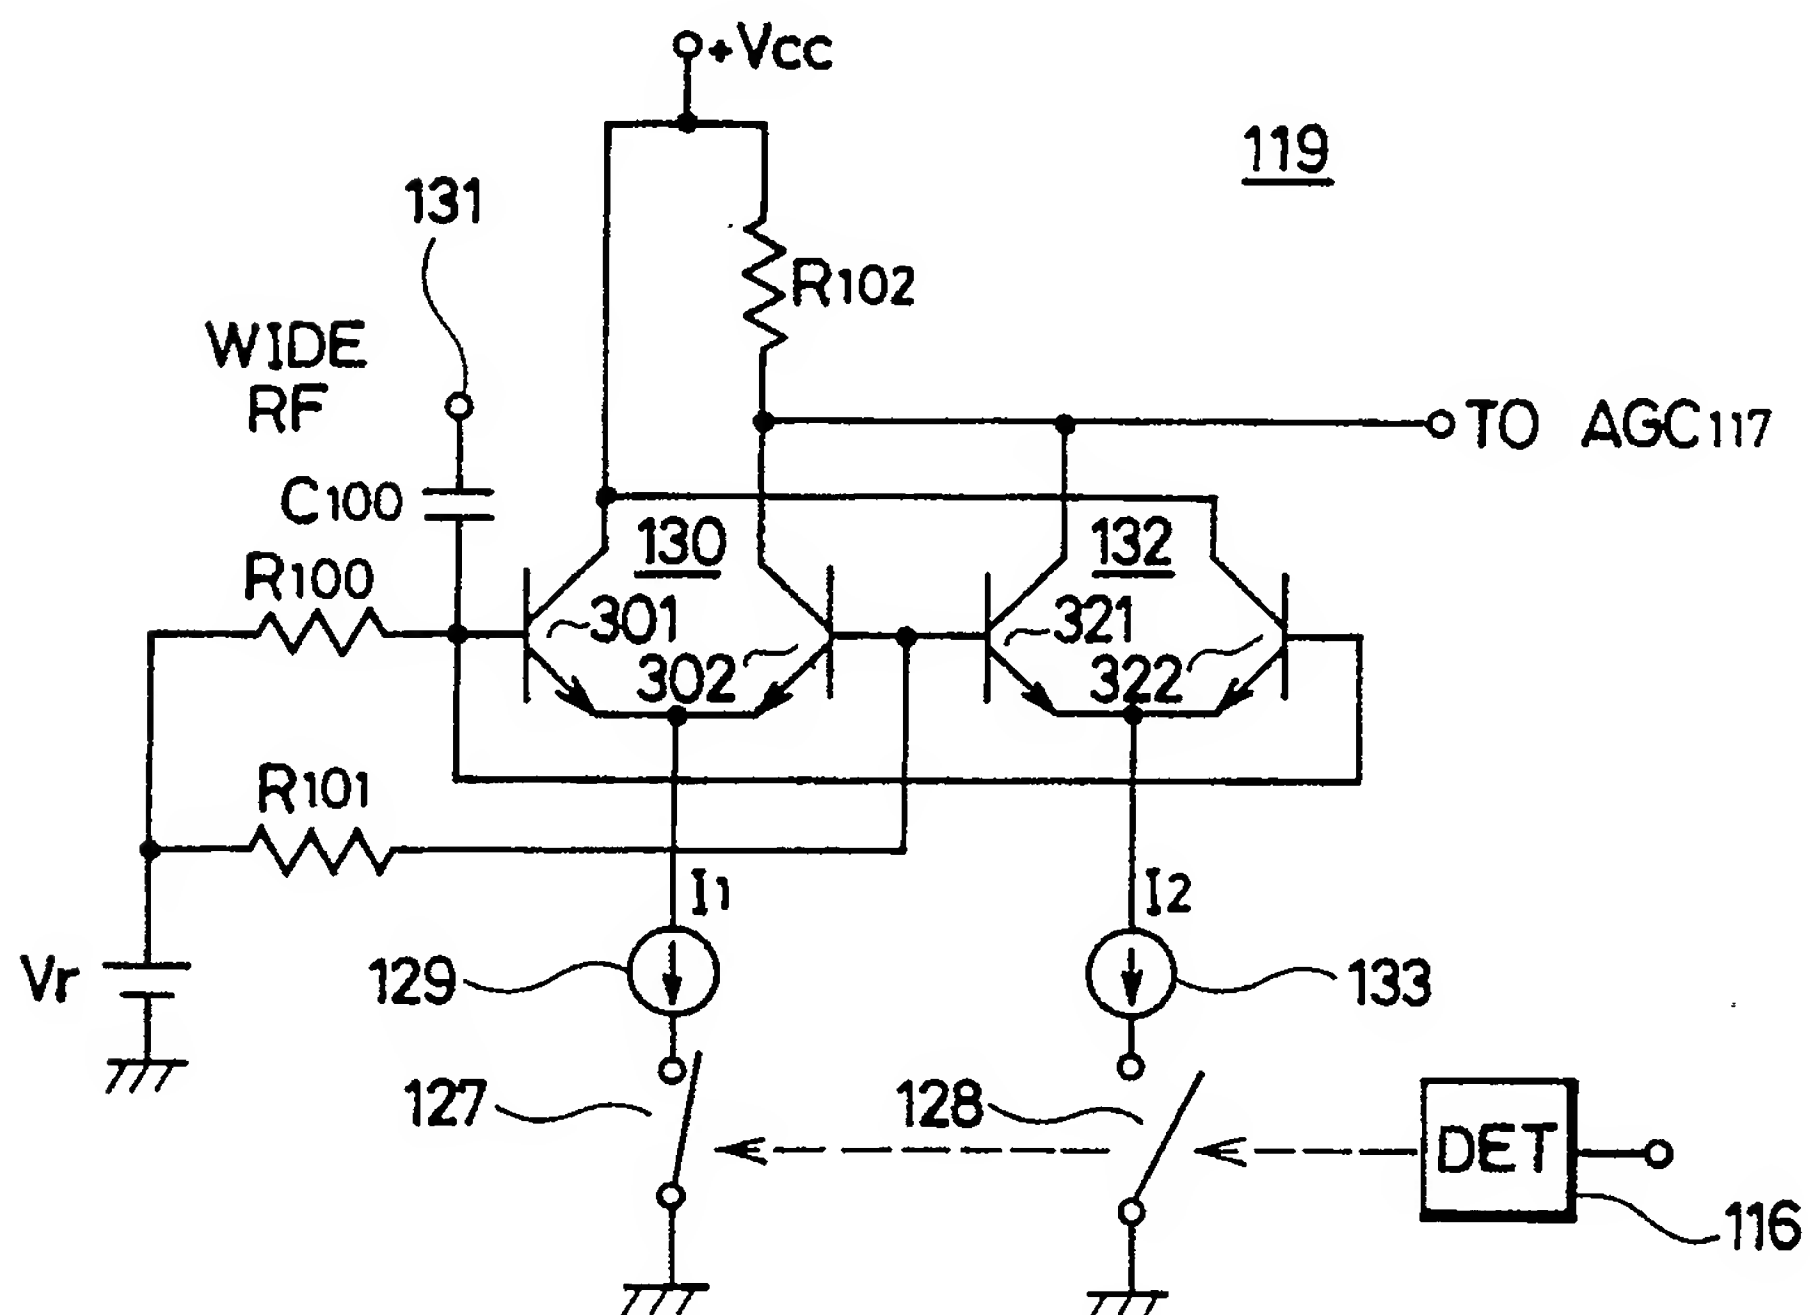 +Vcc
119
131
R102
WIDE
RF
TO AGC117
C100
130
132
R100
301
321
302
322
R101
I1
I2
Vr
129
133
127
128
DET
116